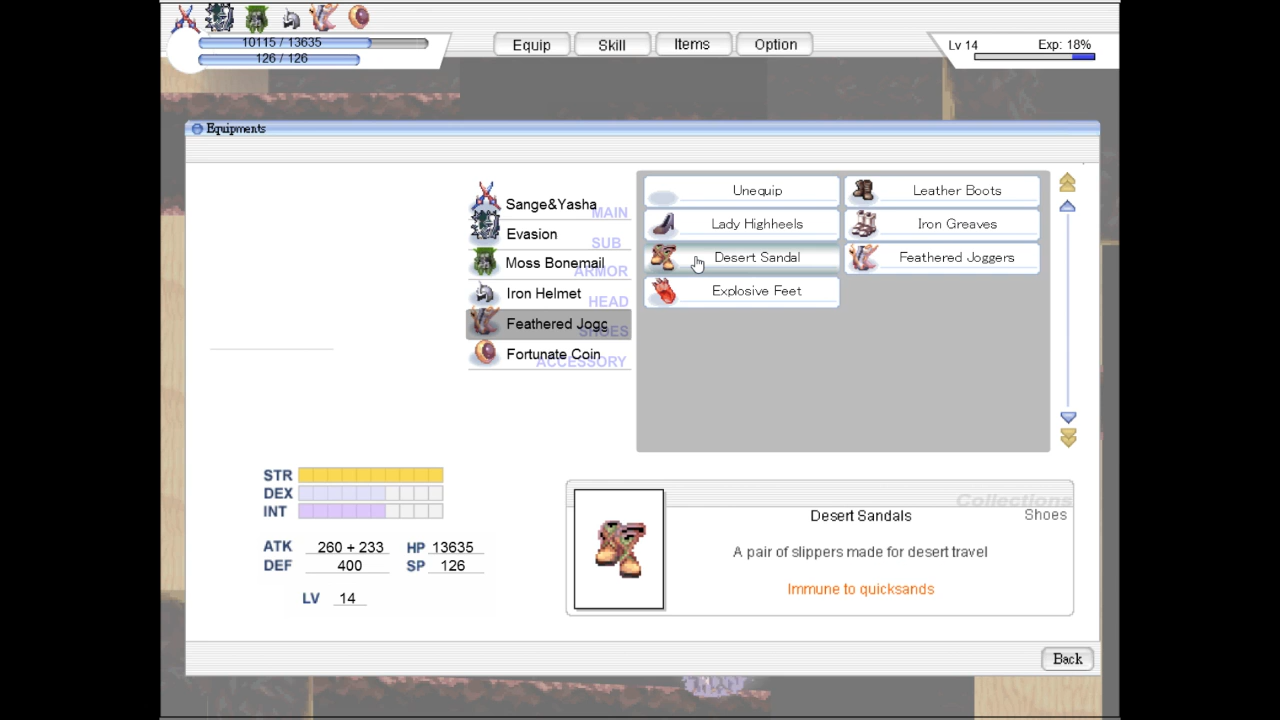 10115 / 13635
126 / 126
Equip
Skill
Items
Option
Lv 14
Exp: 18%
Equipments
Sange&Yasha
MAIN
Evasion
SUB
Moss Bonemail
ARMOR
Iron Helmet
HEAD
Feathered Jogg
SHOES
Fortunate Coin
ACCESSORY
Unequip
Leather Boots
Lady Highheels
Iron Greaves
Desert Sandal
Feathered Joggers
Explosive Feet
STR
DEX
INT
ATK 260 + 233 HP 13635
DEF 400 SP 126
LV 14
Collections
Desert Sandals
Shoes
A pair of slippers made for desert travel
Immune to quicksands
Back